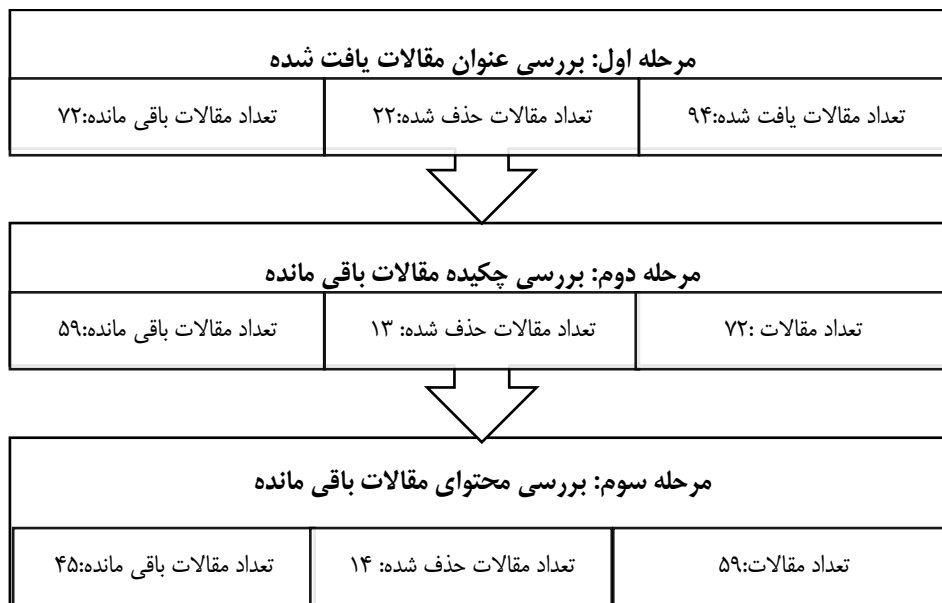 مرحله اول: بررسی عنوان مقالات یافت شده
تعداد مقالات یافت شده:۹۴
تعداد مقالات حذف شده:۲۲
تعداد مقالات باقی مانده:۷۲
مرحله دوم: بررسی چکیده مقالات باقی مانده
تعداد مقالات :۷۲
تعداد مقالات حذف شده: ۱۳
تعداد مقالات باقی مانده:۵۹
مرحله سوم: بررسی محتوای مقالات باقی مانده
تعداد مقالات:۵۹
تعداد مقالات حذف شده: ۱۴
تعداد مقالات باقی مانده:۴۵